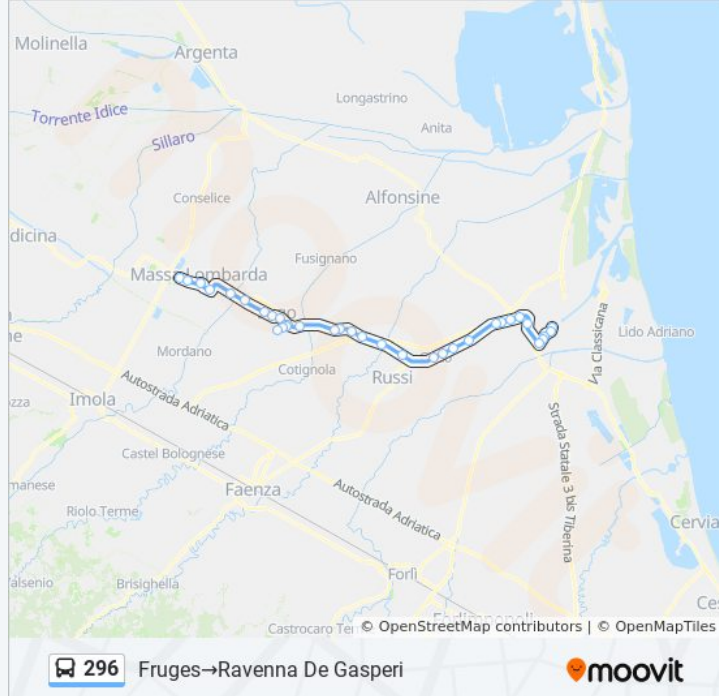 Molinella
Argenta
Longastrino
Torrente Idice
Anita
Sillaro
Conselice
Alfonsine
dicina
Fusignano
Massa Lombarda
Lido Adriano
Via Classicana
Mordano
Cotignola
Russi
Autostrada Adriatica
Imola
Strada Statale 3 bis Tiberina
Castel Bolognese
manese
Faenza
Autostrada Adriatica
Riolo Terme
Cervia
Forlì
Brisighella
Castrocaro
© OpenStreetMap contributors | © OpenMapTiles
296 Fruges→Ravenna De Gasperi
moovit